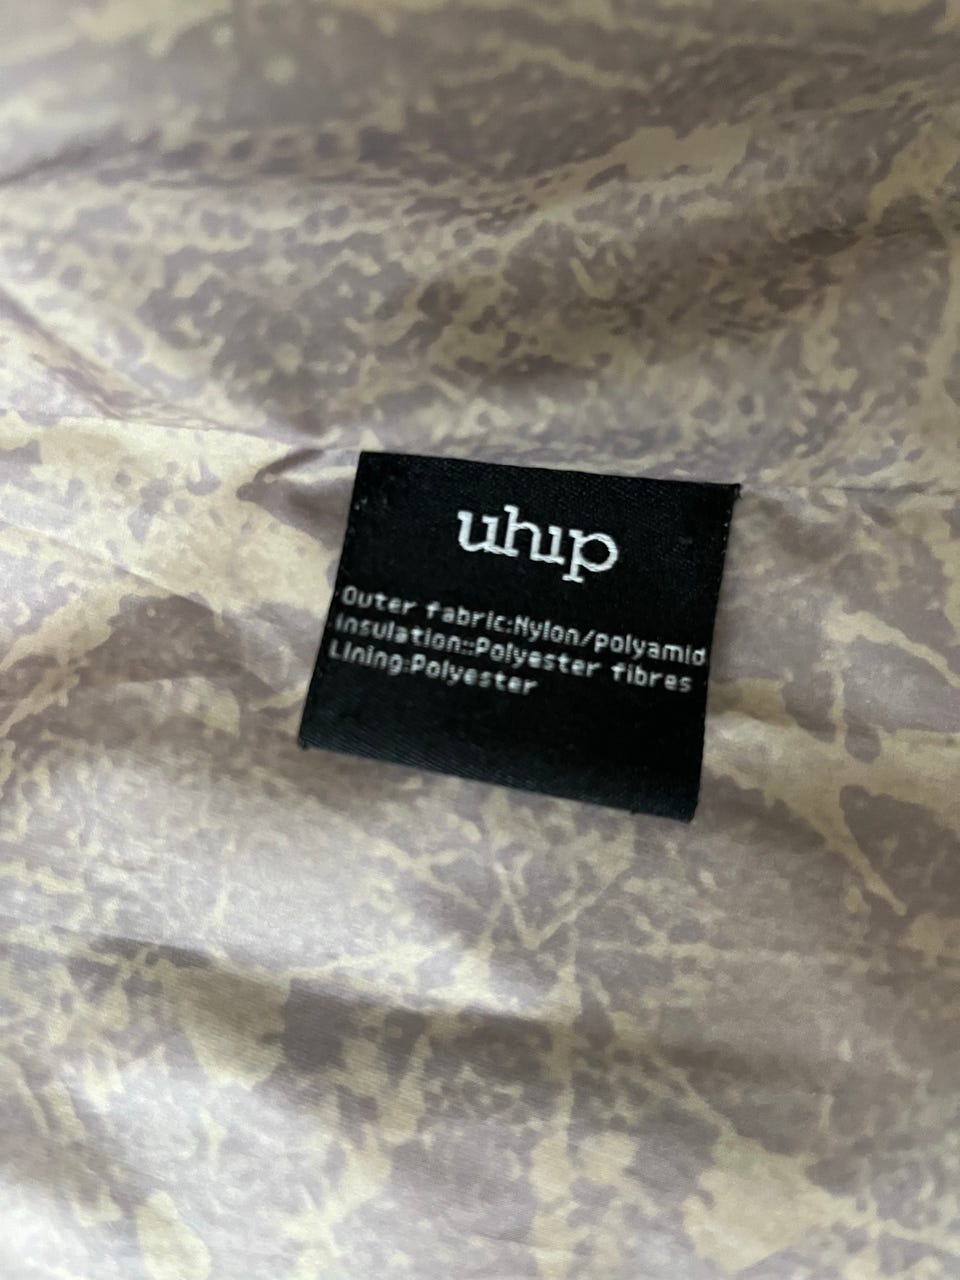 uhip
Outer fabric:Nylon/polyamid
insulation::Polyester fibres
Lining:Polyester